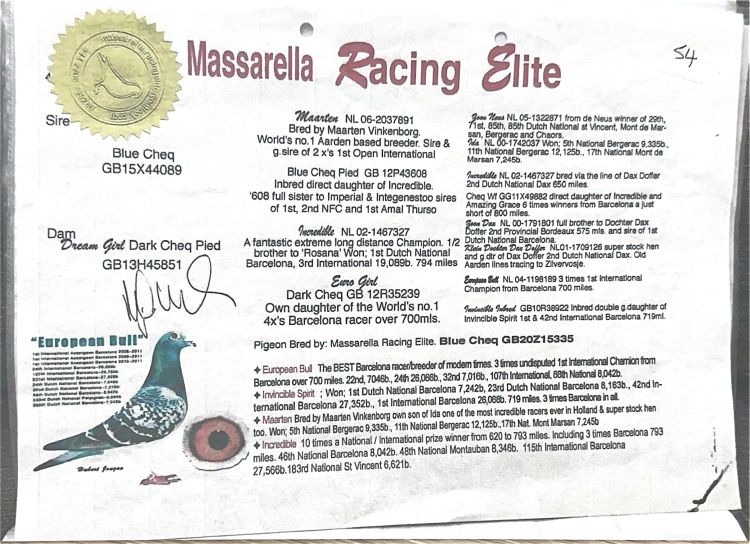 Massarella Racing Elite
54
Sire
Blue Cheq
GB15X44089
Maarten NL 06-2037891
Bred by Maarten Vinkenborg.
World's no.1 Aarden based breeder. Sire &
g.sire of 2 x's 1st Open International
Blue Cheq Pied GB 12P43608
Inbred direct daughter of Incredible.
'608 full sister to Imperial & Integenestoo sires
of 1st, 2nd NFC and 1st Amal Thurso
Zoon Neus NL 05-1322871 from de Neus winner of 29th,
71st, 85th, 85th Dutch National st Vincent, Mont de Mar-
san, Bergerac and Chaors.
Ida NL 00-1742037 Won; 5th National Bergerac 9,335b.,
11th National Bergerac 12,125b., 17th National Mont de
Marsan 7,245b.
Incredible NL 02-1467327 bred via the line of Dax Doffer
2nd Dutch National Dax 650 miles.
Cheq Wf GG11X49882 direct daughter of Incredible and
Amazing Grace 6 times winners from Barcelona a just
short of 800 miles.
Dam
Dream Girl Dark Cheq Pied
GB13H45851
Incredible NL 02-1467327
A fantastic extreme long distance Champion. 1/2
brother to 'Rosana' Won; 1st Dutch National
Barcelona, 3rd International 19,089b. 794 miles
Euro Girl
Dark Cheq GB 12R35239
Own daughter of the World's no.1
4x's Barcelona racer over 700mls.
Zoon Dax NL 00-1791801 full brother to Dochter Dax
Doffer 2nd Provincial Bordeaux 575 mls. and sire of 1st
Dutch National Barcelona.
Klein Dochter Dax Doffer NL01-1709126 super stock hen
and g.dtr of Dax Doffer 2nd Dutch National Dax. Old
Aarden lines tracing to Zilvervosje.
European Bull NL 04-1198189 3 times 1st International
Champion from Barcelona 700 miles.
Invincible Inbred GB10R38922 Inbred double g.daughter of
Invincible Spirit 1st & 42nd International Barcelona 719ml.
Pigeon Bred by: Massarella Racing Elite. Blue Cheq GB20Z15335
"European Bull"
Hubert Jongen
European Bull The BEST Barcelona racer/breeder of modern times. 3 times undisputed 1st International Chamion from
Barcelona over 700 miles. 22nd, 7046b., 24th 26,066b., 32nd 7,016b., 107th International, 86th National 8,042b.
Invincible Spirit ; Won; 1st Dutch National Barcelona 7,242b, 23rd Dutch National Barcelona 8,163b., 42nd In-
ternational Barcelona 27,352b., 1st International Barcelona 26,068b. 719 miles. 3 times Barcelona in all.
Maarten Bred by Maarten Vinkenborg own son of Ida one of the most incredible racers ever in Holland & super stock hen
too. Won; 5th National Bergerac 9,335b., 11th National Bergerac 12,125b.,17th Nat. Mont Marsan 7,245b
Incredible 10 times a National / International prize winner from 620 to 793 miles. Including 3 times Barcelona 793
miles. 46th National Barcelona 8,042b. 48th National Montauban 8,346b. 115th International Barcelona
27,566b.183rd National St Vincent 6,621b.